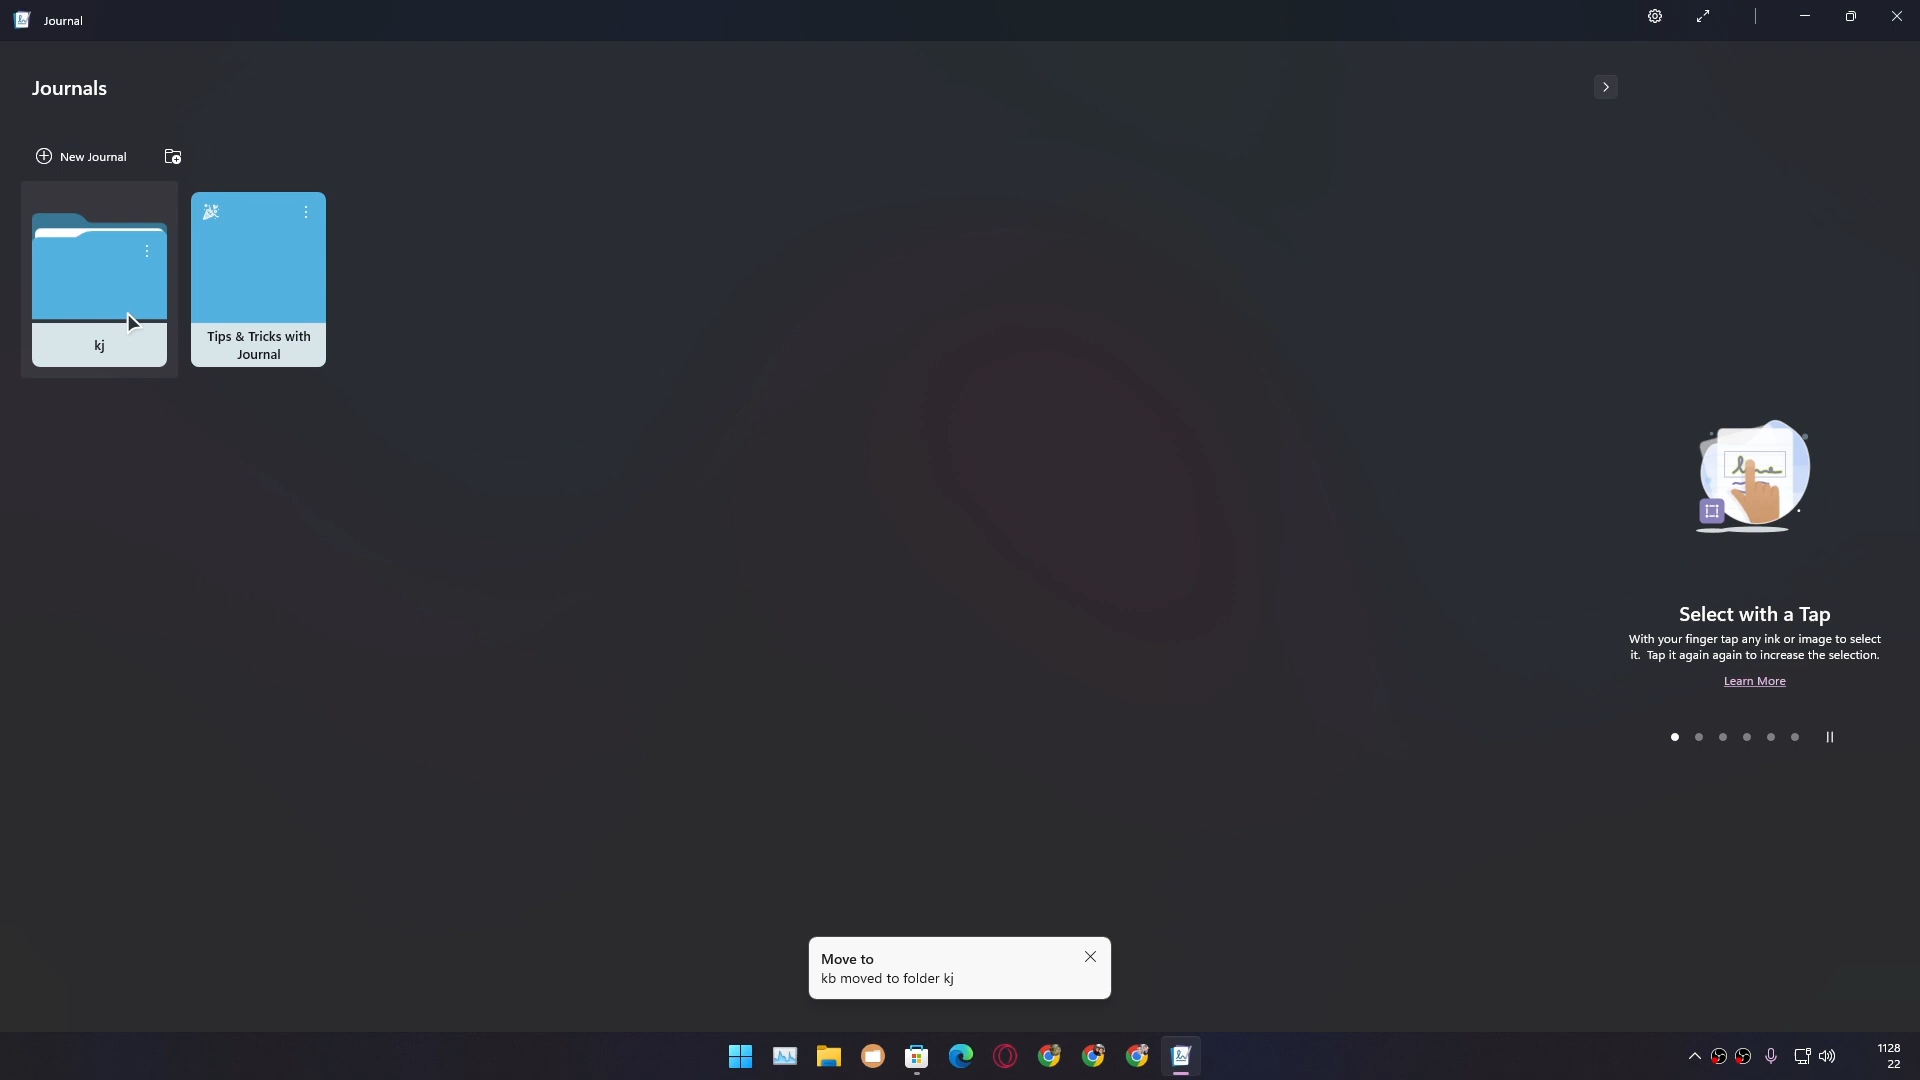 Journal
Journals
New Journal
kj
Tips & Tricks with
Journal
Select with a Tap
With your finger tap any ink or image to select
it. Tap it again again to increase the selection.
Learn More
Move to
kb moved to folder kj
1128
22